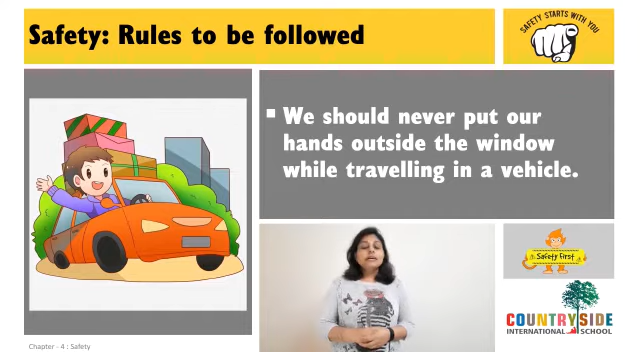 Safety: Rules to be followed
SAFETY STARTS WITH YOU
We should never put our
hands outside the window
while travelling in a vehicle.
Safety First
COUNTRYSIDE
INTERNATIONAL SCHOOL
Chapter - 4 : Safety